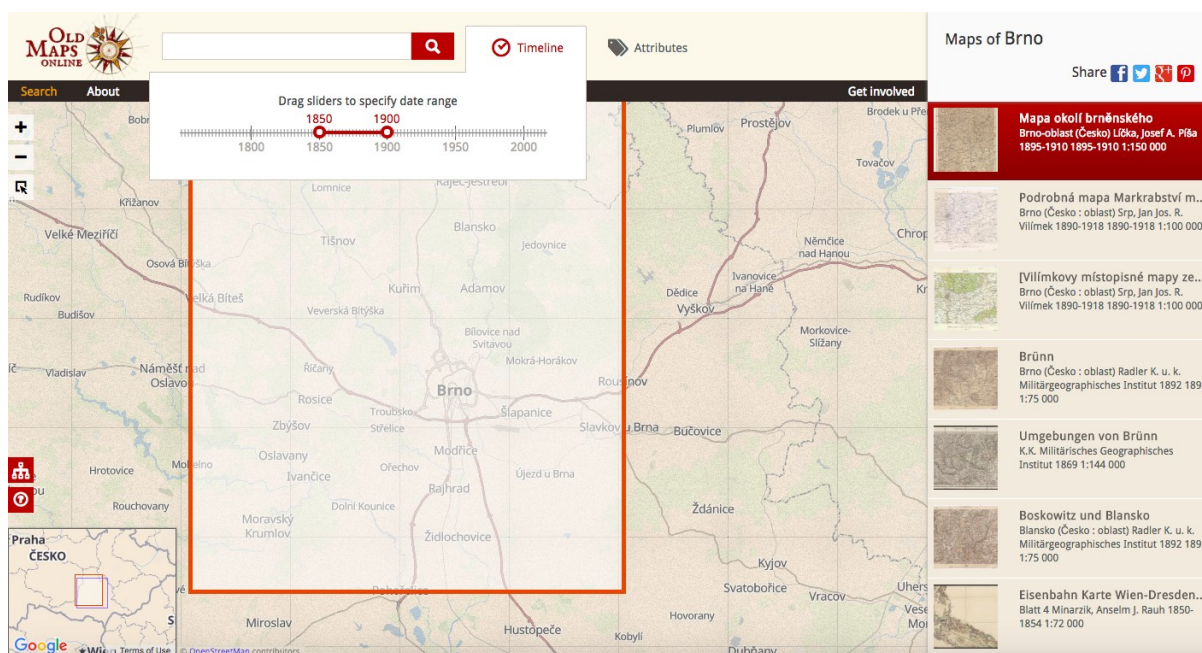 OLD
MAPS
ONLINE
Timeline
Attributes
Maps of Brno
Share
Search
About
Get involved
Drag sliders to specify date range
1850
1900
1800
1850
1900
1950
2000
Mapa okolí brněnského
Brno-oblast (Česko) Líčka, Josef A. Píša
1895-1910 1895-1910 1:150 000
Podrobná mapa Markrabství m...
Brno (Česko : oblast) Srp, Jan Jos. R.
Vilímek 1890-1918 1890-1918 1:100 000
[Vilímkovy místopisné mapy ze...
Brno (Česko : oblast) Srp, Jan Jos. R.
Vilímek 1890-1918 1890-1918 1:100 000
Brünn
Brno (Česko : oblast) Radler K. u. k.
Militärgeographisches Institut 1892 189
1:75 000
Umgebungen von Brünn
K.K. Militärisches Geographisches
Institut 1869 1:144 000
Boskowitz und Blansko
Blansko (Česko : oblast) Radler K. u. k.
Militärgeographisches Institut 1892 189
1:75 000
Eisenbahn Karte Wien-Dresden...
Blatt 4 Minarzik, Anselm J. Rauh 1850-
1854 1:72 000
Brodek u Pře
Plumlov
Prostějov
Tovačov
Lomnice
Křižanov
Blansko
Velké Meziříčí
Tišnov
Jedovnice
Němčice
nad Hanou
Chrop
Osová Bítýška
Kuřim
Adamov
Ivanovice
na Hané
Rudíkov
Velká Bíteš
Dědice
Vyškov
Budišov
Veverská Bítýška
Bílovice nad
Svitavou
Morkovice-
Slížany
Mokrá-Horákov
Vladislav
Náměšť nad
Oslavou
Říčany
Rousínov
Brno
Rosice
Troubsko
Střelice
Šlapanice
Zbýšov
Slavkov u Brna
Bučovice
Oslavany
Modřice
Hrotovice
Ivančice
Ořechov
Újezd u Brna
Rajhrad
Rouchovany
Dolní Kounice
Ždánice
Moravský
Krumlov
Židlochovice
Praha
ČESKO
Kyjov
Svatobořice
Vracov
Pohořelice
Miroslav
Hustopeče
Hovorany
Kobylí
Dubňany
Google
Terms of Use
© OpenStreetMap contributors